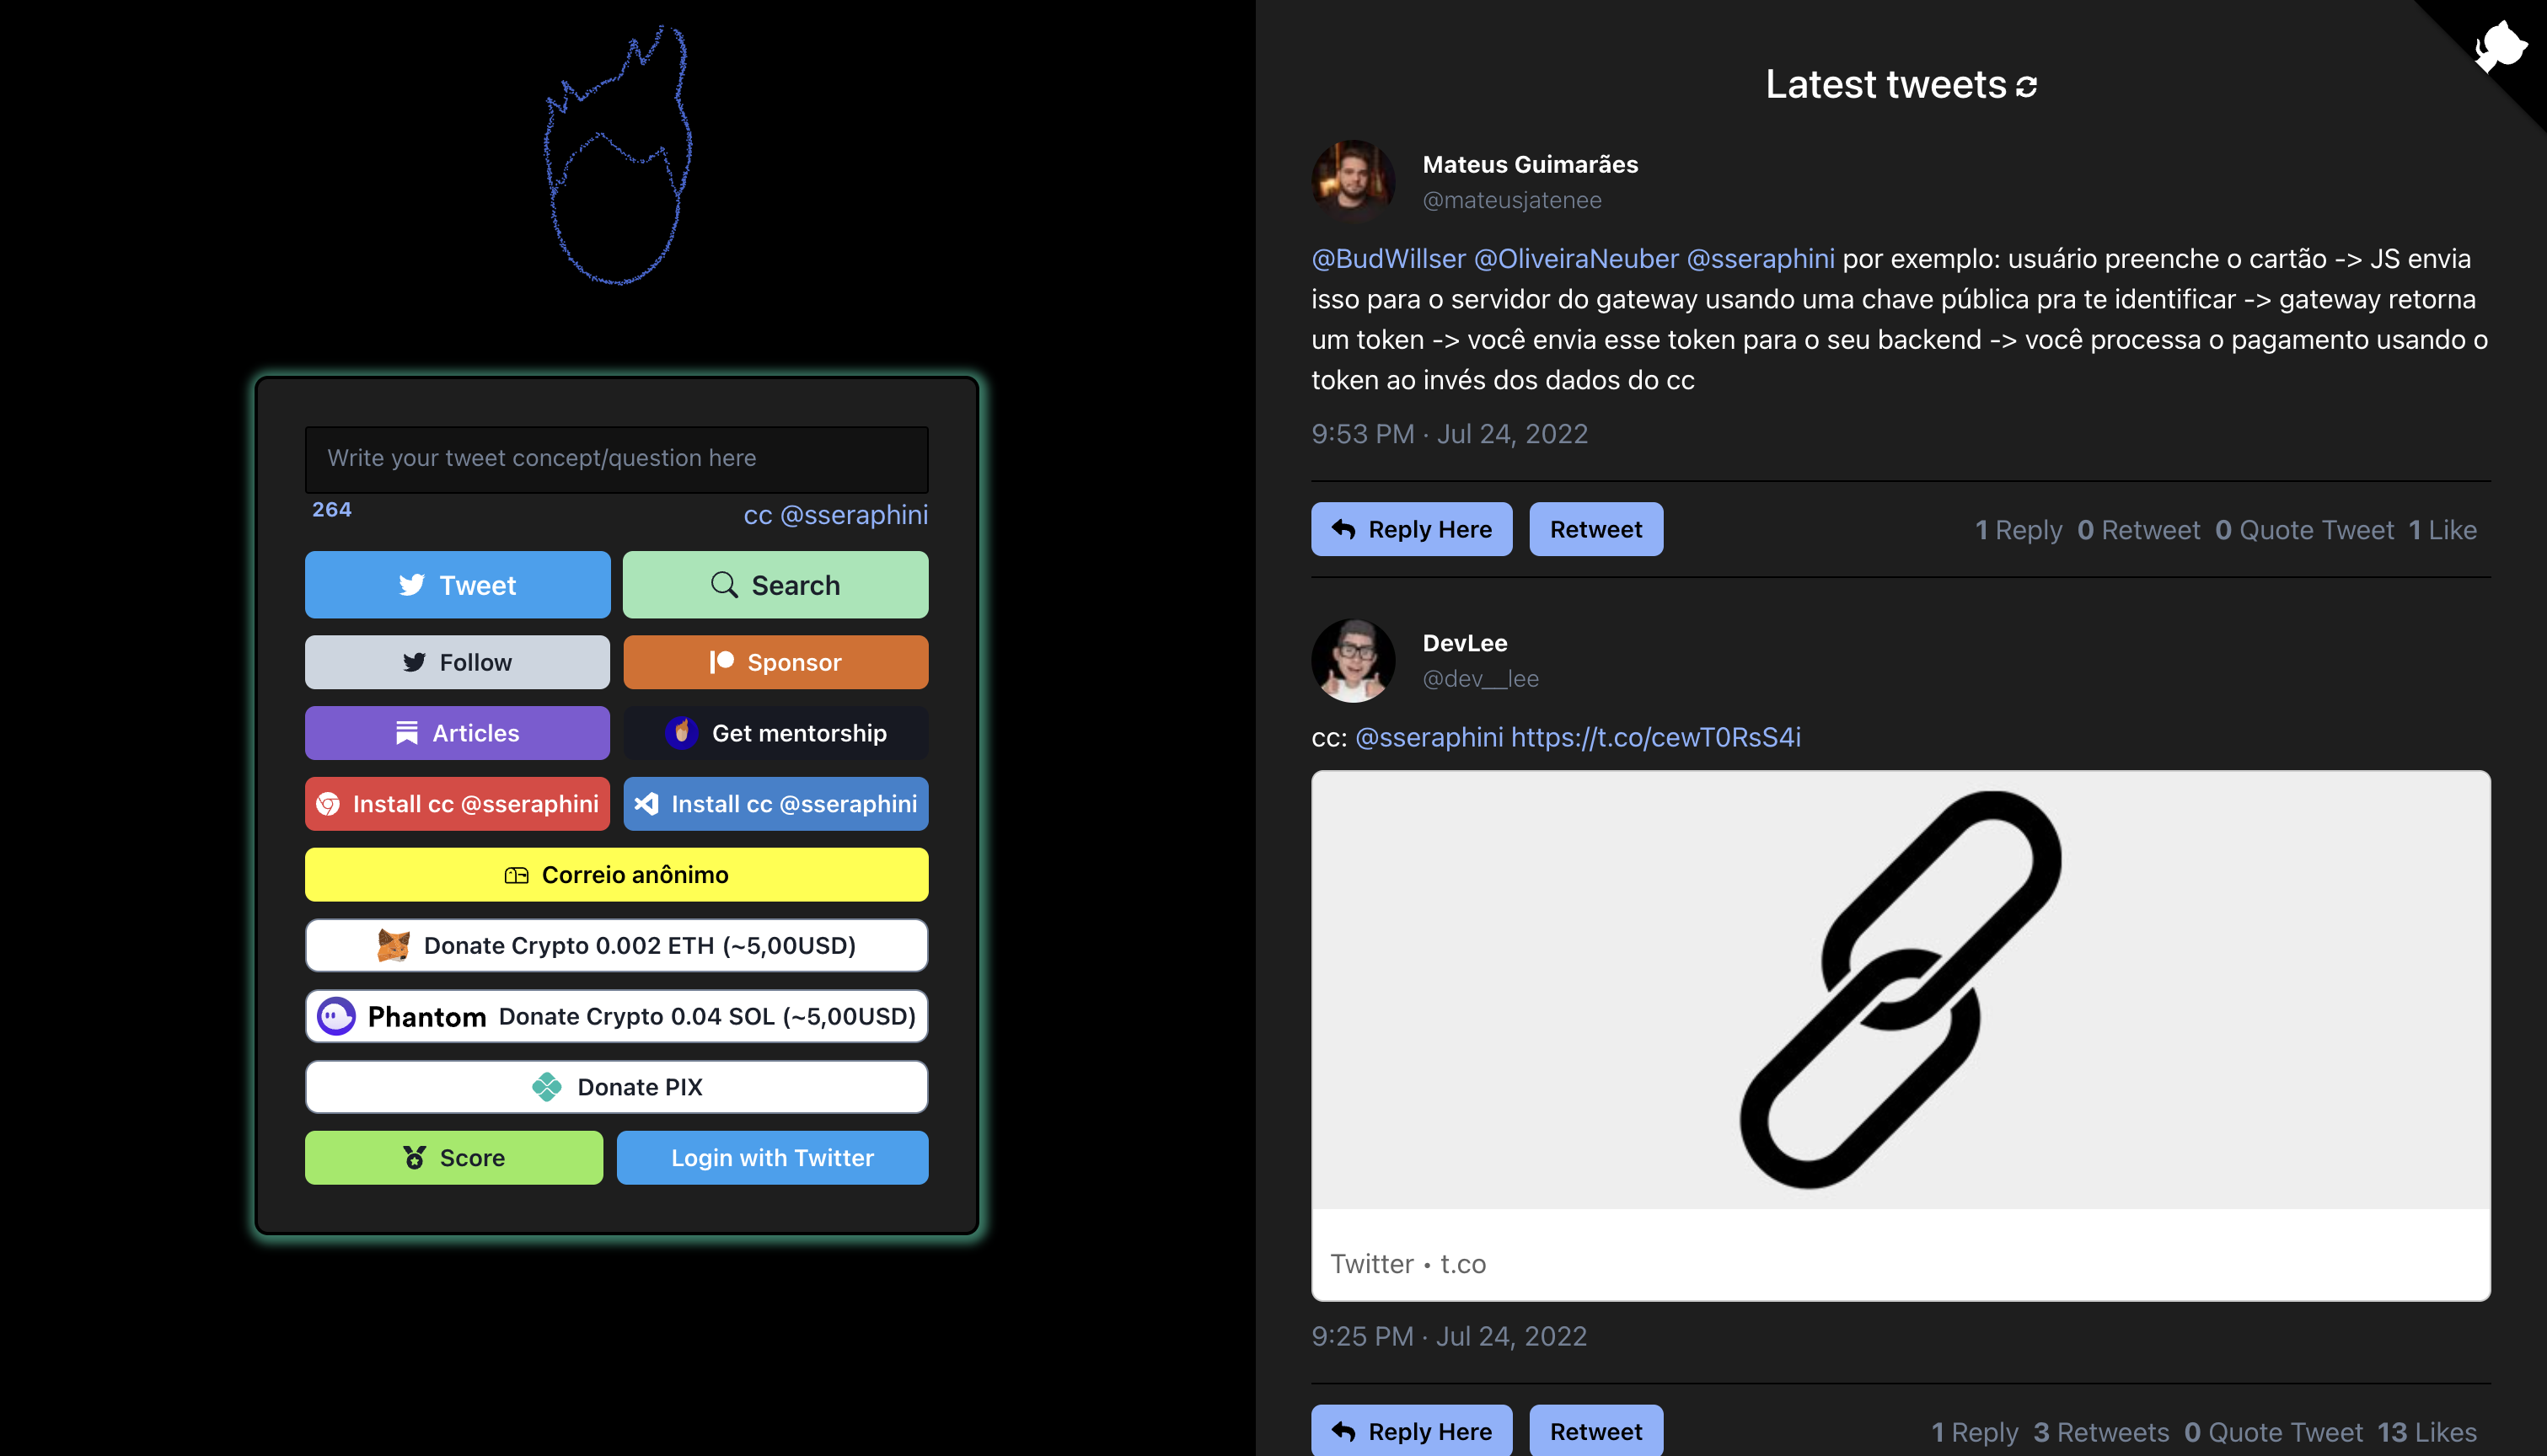 Write your tweet concept/question here
264
cc @sseraphini
Tweet
Search
Follow
Sponsor
Articles
Get mentorship
Install cc @sseraphini
Install cc @sseraphini
Correio anônimo
Donate Crypto 0.002 ETH (~5,00USD)
Phantom Donate Crypto 0.04 SOL (~5,00USD)
Donate PIX
Score
Login with Twitter
Latest tweets
Mateus Guimarães
@mateusjatenee
@BudWillser @OliveiraNeuber @sseraphini por exemplo: usuário preenche o cartão -> JS envia
isso para o servidor do gateway usando uma chave pública pra te identificar -> gateway retorna
um token -> você envia esse token para o seu backend -> você processa o pagamento usando o
token ao invés dos dados do cc
9:53 PM · Jul 24, 2022
Reply Here
Retweet
1 Reply 0 Retweet 0 Quote Tweet 1 Like
DevLee
@dev__lee
cc: @sseraphini https://t.co/cewT0RsS4i
Twitter • t.co
9:25 PM · Jul 24, 2022
Reply Here
Retweet
1 Reply 3 Retweets 0 Quote Tweet 13 Likes